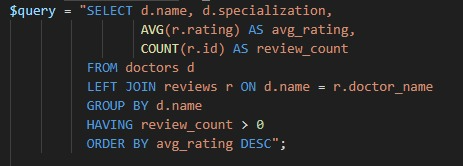 $query = "SELECT d.name, d.specialization,
AVG(r.rating) AS avg_rating,
COUNT(r.id) AS review_count
FROM doctors d
LEFT JOIN reviews r ON d.name = r.doctor_name
GROUP BY d.name
HAVING review_count > 0
ORDER BY avg_rating DESC";